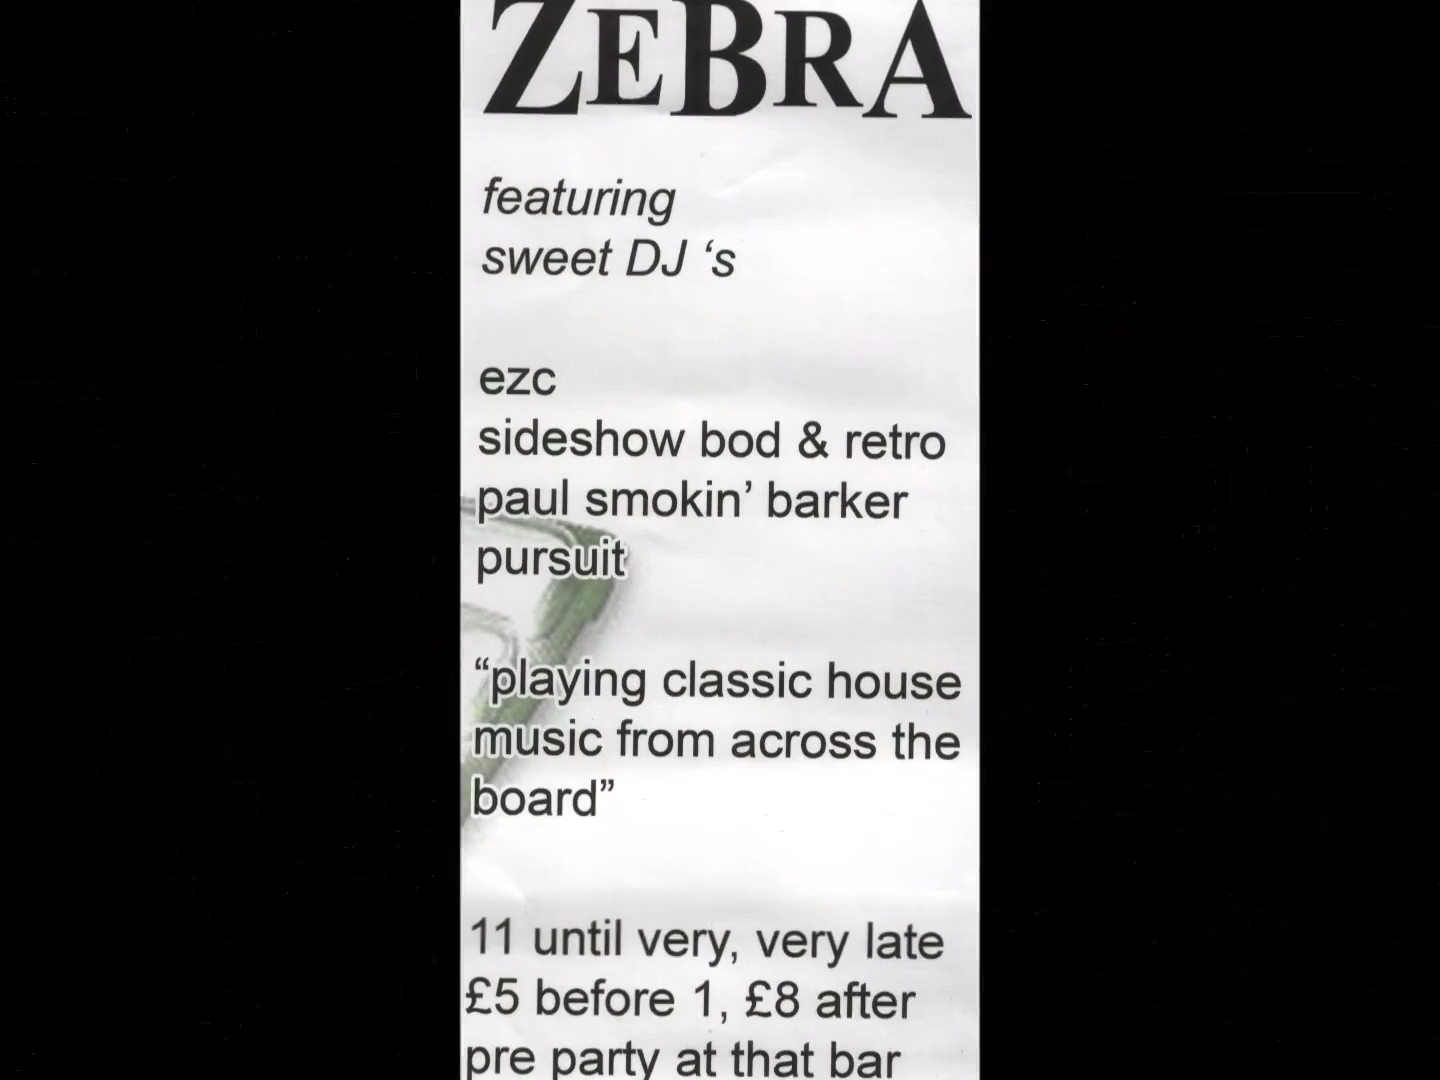 ZEBRA
featuring
sweet DJ ‘s
ezc
sideshow bod & retro
paul smokin’ barker
pursuit
“playing classic house
music from across the
board”
11 until very, very late
£5 before 1, £8 after
pre party at that bar